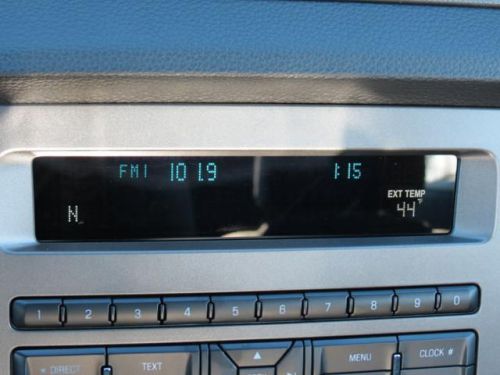 FM1 101.9 1:15
EXT TEMP
N 44°F
1 2 3 4 5 6 7 8 9 0
DIRECT TEXT MENU CLOCK #